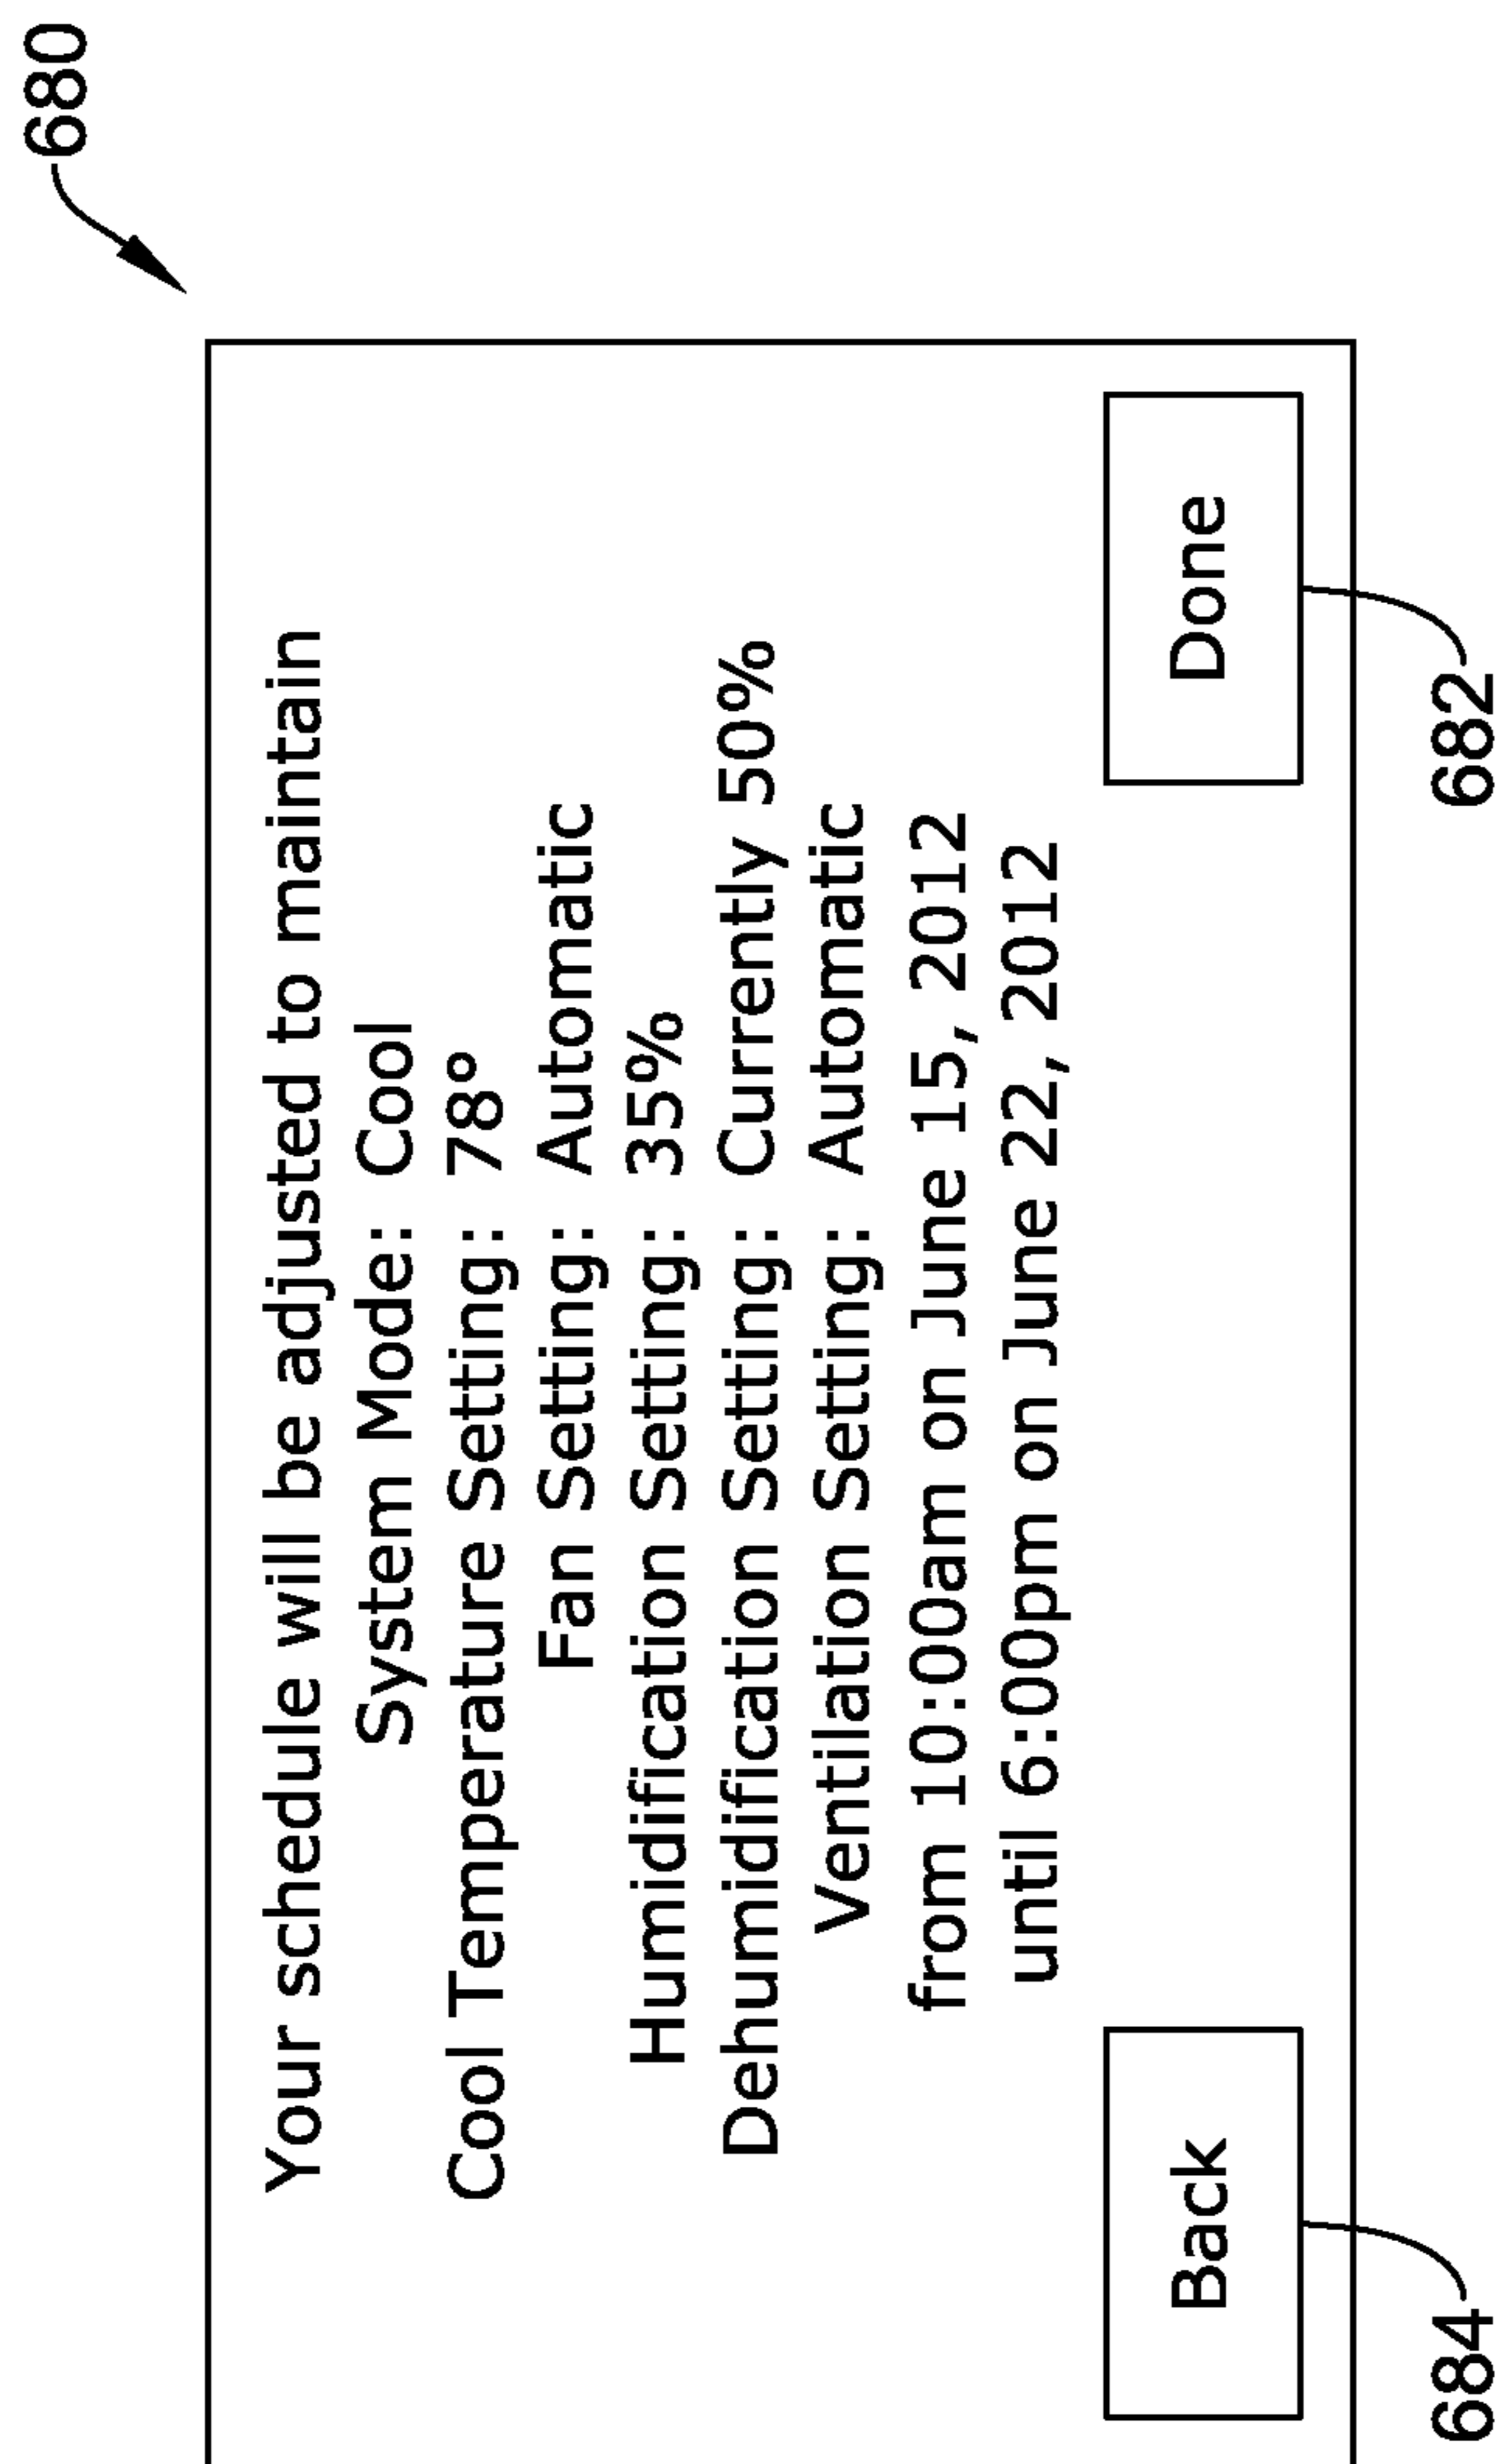 680
Your schedule will be adjusted to maintain
System Mode: Cool
Cool Temperature Setting: 78°
Fan Setting: Automatic
Humidification Setting: 35%
Dehumidification Setting: Currently 50%
Ventilation Setting: Automatic
from 10:00am on June 15, 2012
until 6:00pm on June 22, 2012
Back
Done
684
682